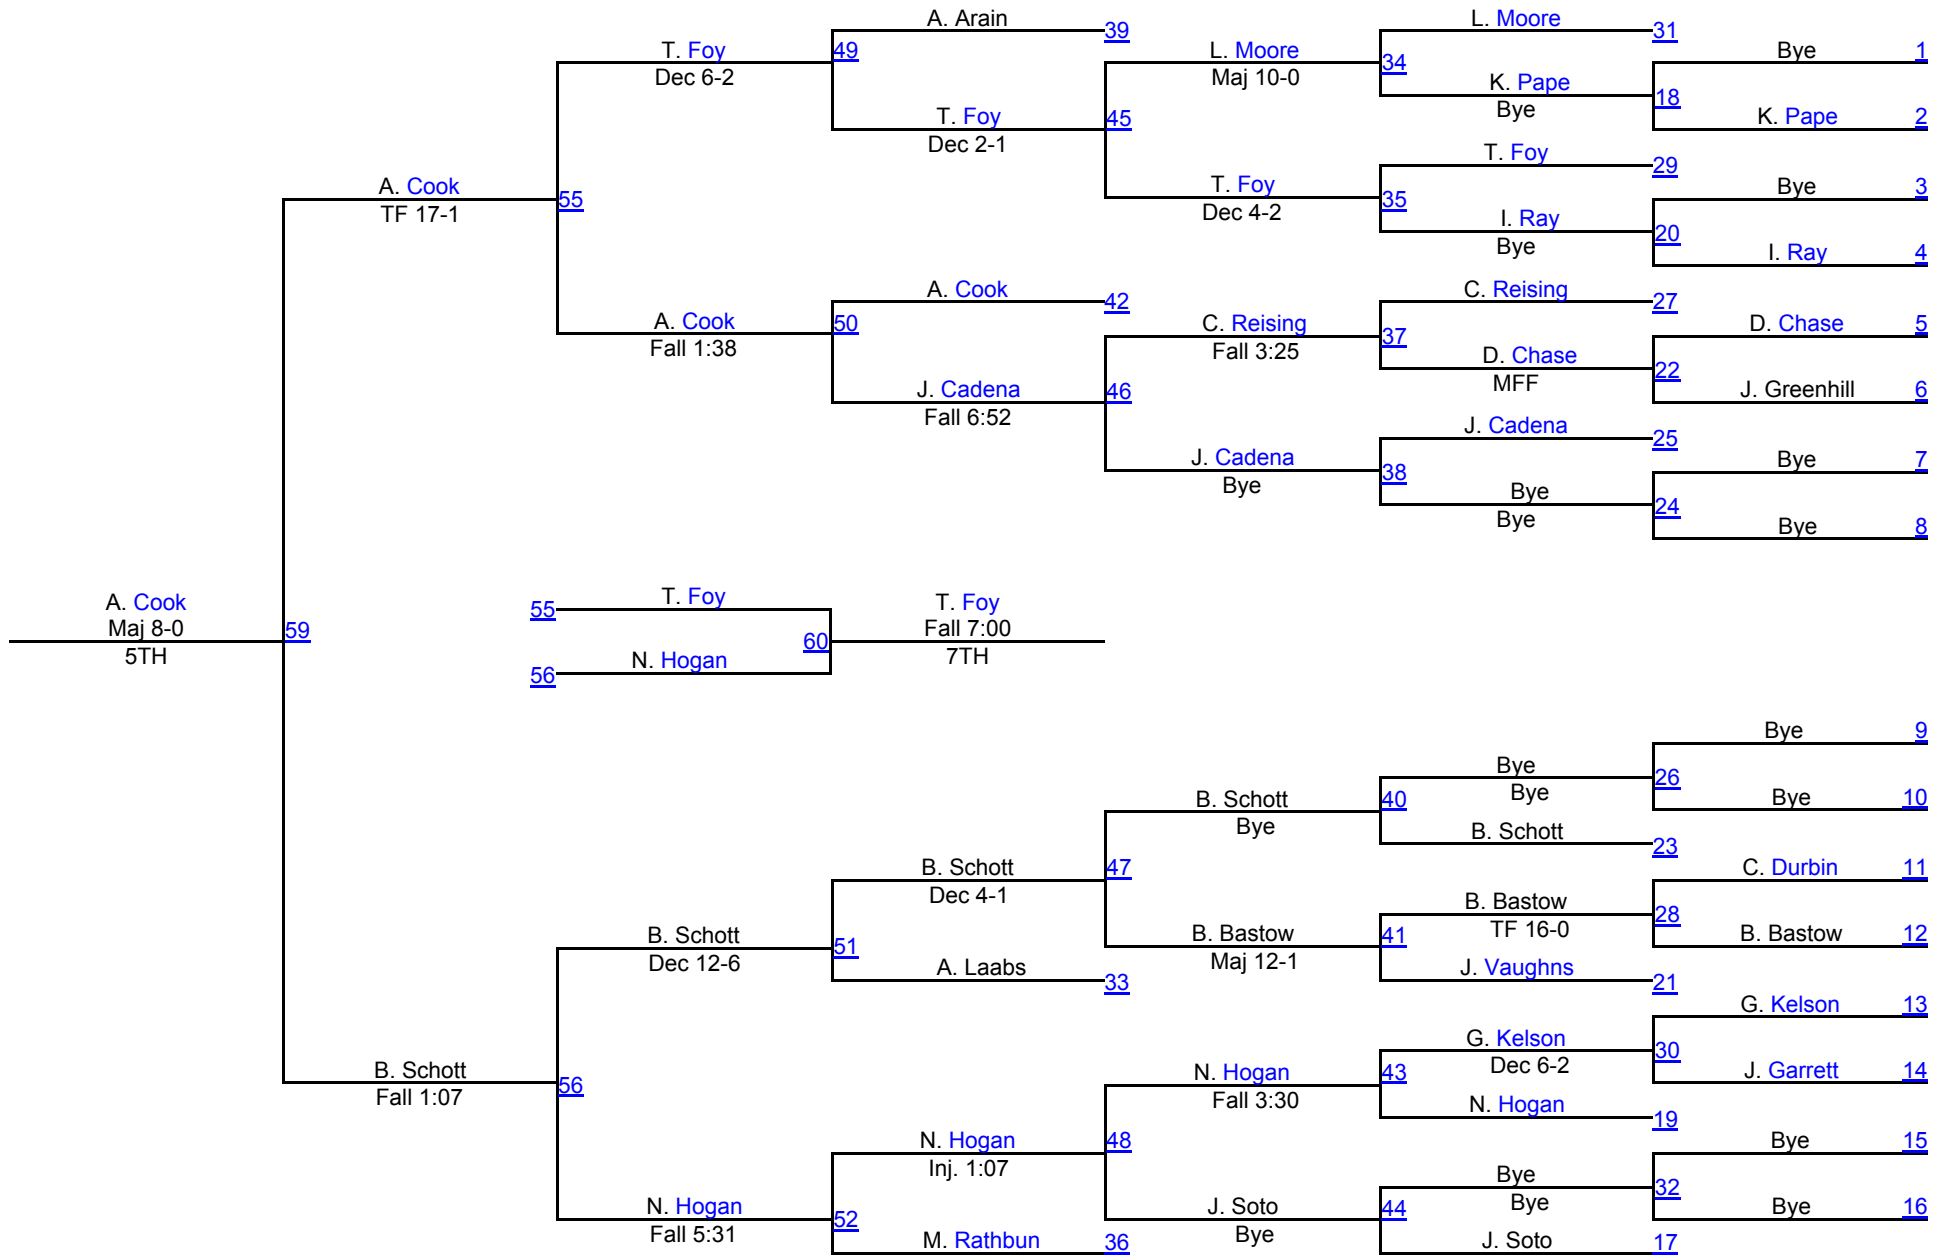 A. Arain
39
L. Moore
31
T. Foy
49
L. Moore
Bye
1
Dec 6-2
Maj 10-0
34
K. Pape
18
Bye
K. Pape
2
T. Foy
45
Dec 2-1
T. Foy
29
A. Cook
T. Foy
Bye
3
TF 17-1
55
Dec 4-2
35
I. Ray
20
Bye
I. Ray
4
A. Cook
42
C. Reising
27
A. Cook
50
C. Reising
D. Chase
5
Fall 1:38
Fall 3:25
37
D. Chase
22
MFF
J. Greenhill
6
J. Cadena
46
Fall 6:52
J. Cadena
25
J. Cadena
Bye
7
Bye
38
Bye
24
Bye
Bye
8
A. Cook
55
T. Foy
T. Foy
Maj 8-0
59
60
Fall 7:00
5TH
56
N. Hogan
7TH
Bye
9
Bye
26
Bye
B. Schott
40
Bye
10
Bye
B. Schott
23
B. Schott
47
C. Durbin
11
Dec 4-1
B. Bastow
28
TF 16-0
B. Schott
51
B. Bastow
41
B. Bastow
12
Dec 12-6
Maj 12-1
A. Laabs
33
J. Vaughns
21
G. Kelson
13
G. Kelson
30
Dec 6-2
B. Schott
56
N. Hogan
43
J. Garrett
14
Fall 1:07
Fall 3:30
N. Hogan
19
N. Hogan
48
Bye
15
Inj. 1:07
Bye
32
Bye
N. Hogan
52
J. Soto
44
Bye
16
Fall 5:31
Bye
M. Rathbun
36
J. Soto
17